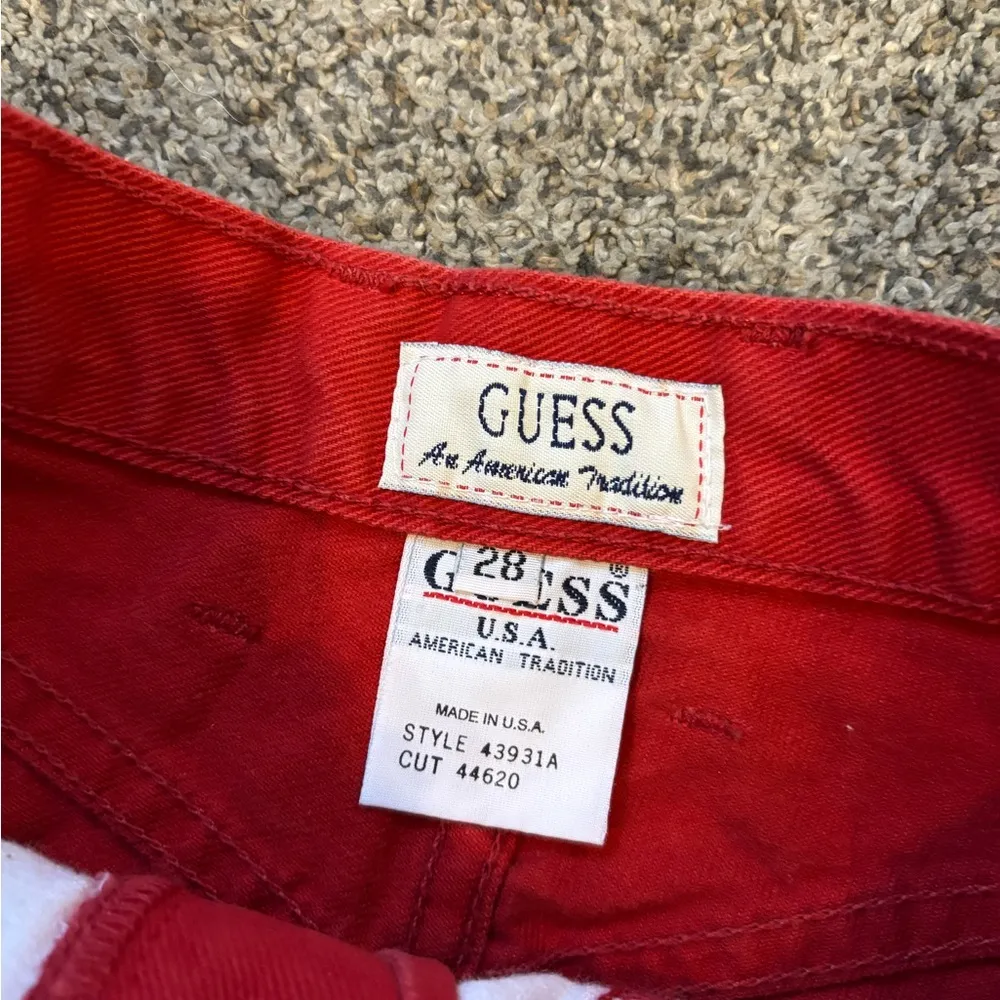 GUESS
An American Tradition
28
GUESS®
U.S.A.
AMERICAN TRADITION
MADE IN U.S.A.
STYLE 43931A
CUT 44620